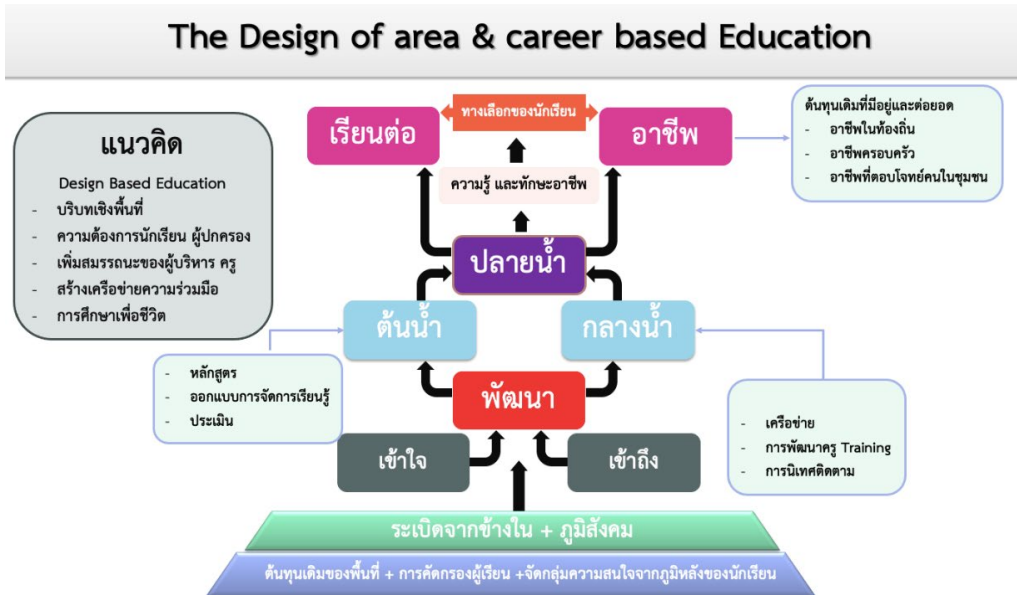 The Design of area & career based Education
แนวคิด
Design Based Education
- บริบทเชิงพื้นที่
- ความต้องการนักเรียน ผู้ปกครอง
- เพิ่มสมรรถนะของผู้บริหาร ครู
- สร้างเครือข่ายความร่วมมือ
- การศึกษาเพื่อชีวิต
เรียนต่อ
ทางเลือกของนักเรียน
อาชีพ
ต้นทุนเดิมที่มีอยู่และต่อยอด
- อาชีพในท้องถิ่น
- อาชีพครอบครัว
- อาชีพที่ตอบโจทย์คนในชุมชน
ความรู้ และทักษะอาชีพ
ปลายน้ำ
ต้นน้ำ
กลางน้ำ
- หลักสูตร
- ออกแบบการจัดการเรียนรู้
- ประเมิน
พัฒนา
- เครือข่าย
- การพัฒนาครู Training
- การนิเทศติดตาม
เข้าใจ
เข้าถึง
ระเบิดจากข้างใน + ภูมิสังคม
ต้นทุนเดิมของพื้นที่ + การคัดกรองผู้เรียน +จัดกลุ่มความสนใจจากภูมิหลังของนักเรียน